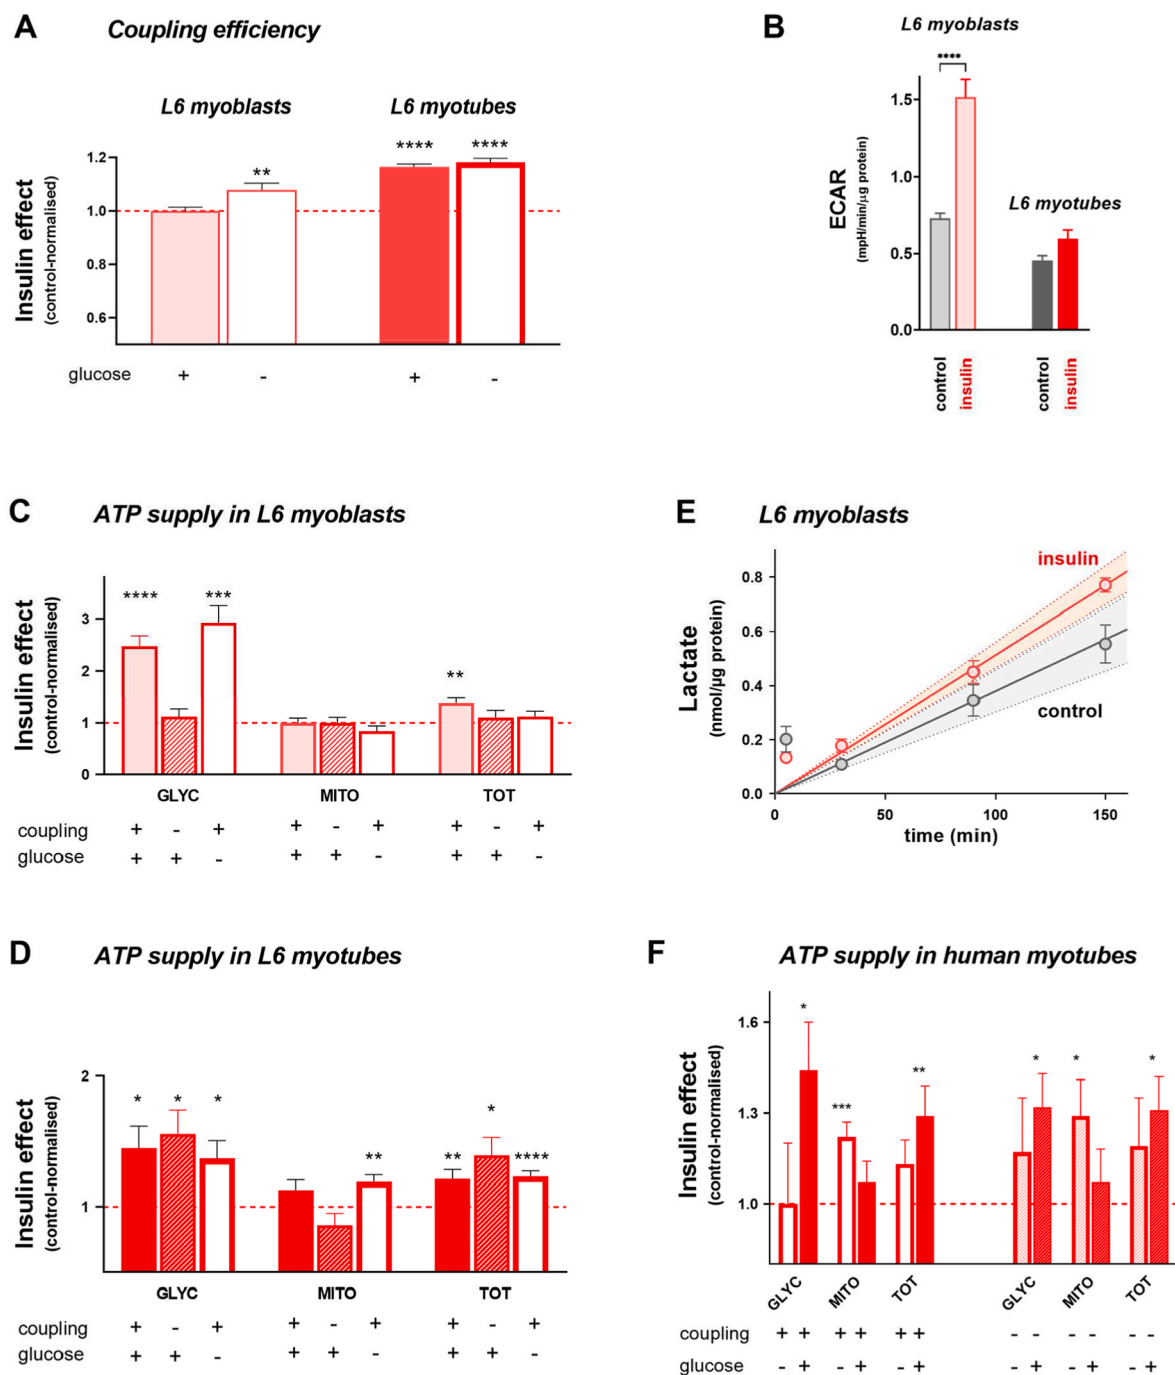 A Coupling efficiency
L6 myoblasts L6 myotubes
**** ****
**
1.2
1.0
0.8
0.6
Insulin effect
(control-normalised)
glucose + - + -
B L6 myoblasts
****
1.5
1.0
0.5
0.0
ECAR
(mpH/min/µg protein)
L6 myotubes
control
insulin
control
insulin
C ATP supply in L6 myoblasts
**** *** **
3
2
1
0
Insulin effect
(control-normalised)
GLYC MITO TOT
coupling + - + + - + + - +
glucose + + - + + - + + -
E L6 myoblasts
insulin
control
0.8
0.6
0.4
0.2
0.0
Lactate
(nmol/µg protein)
0 50 100 150
time (min)
D ATP supply in L6 myotubes
2
1
* * * ** ** * ****
Insulin effect
(control-normalised)
GLYC MITO TOT
coupling + - + + - + + - +
glucose + + - + + - + + -
F ATP supply in human myotubes
1.6
1.3
1.0
* *** ** * * *
Insulin effect
(control-normalised)
GLYC MITO TOT GLYC MITO TOT
coupling + + + + + + - - - - - -
glucose - + - + - + - + - + - +